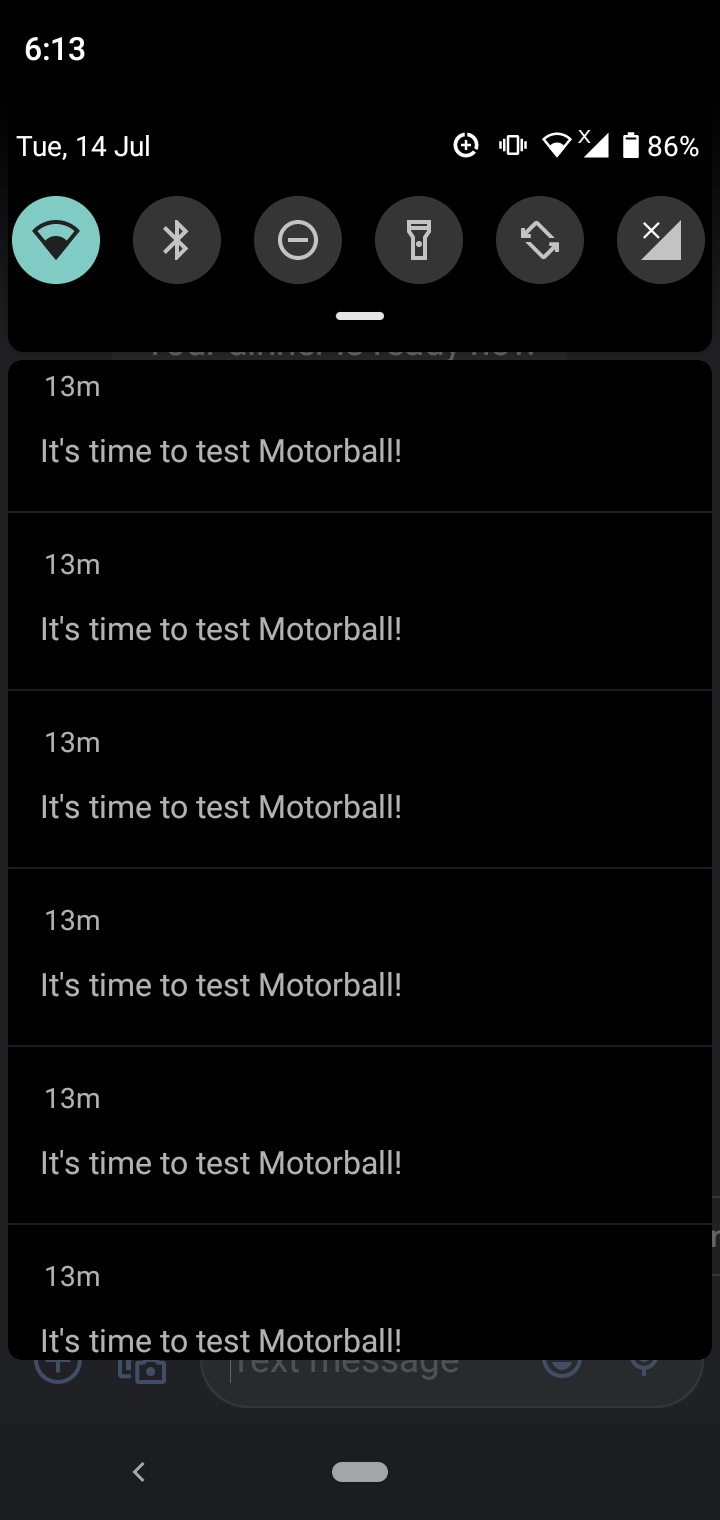 6:13
Tue, 14 Jul
X
86%
Your dinner is ready now
13m
It's time to test Motorball!
13m
It's time to test Motorball!
13m
It's time to test Motorball!
13m
It's time to test Motorball!
13m
It's time to test Motorball!
13m
It's time to test Motorball!
Text message